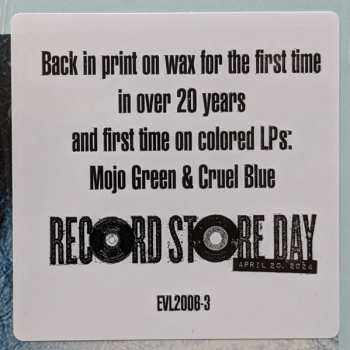 Back in print on wax for the first time
in over 20 years
and first time on colored LPs:
Mojo Green & Cruel Blue
RECORD STORE DAY
APRIL 20, 2024
EVL2006-3